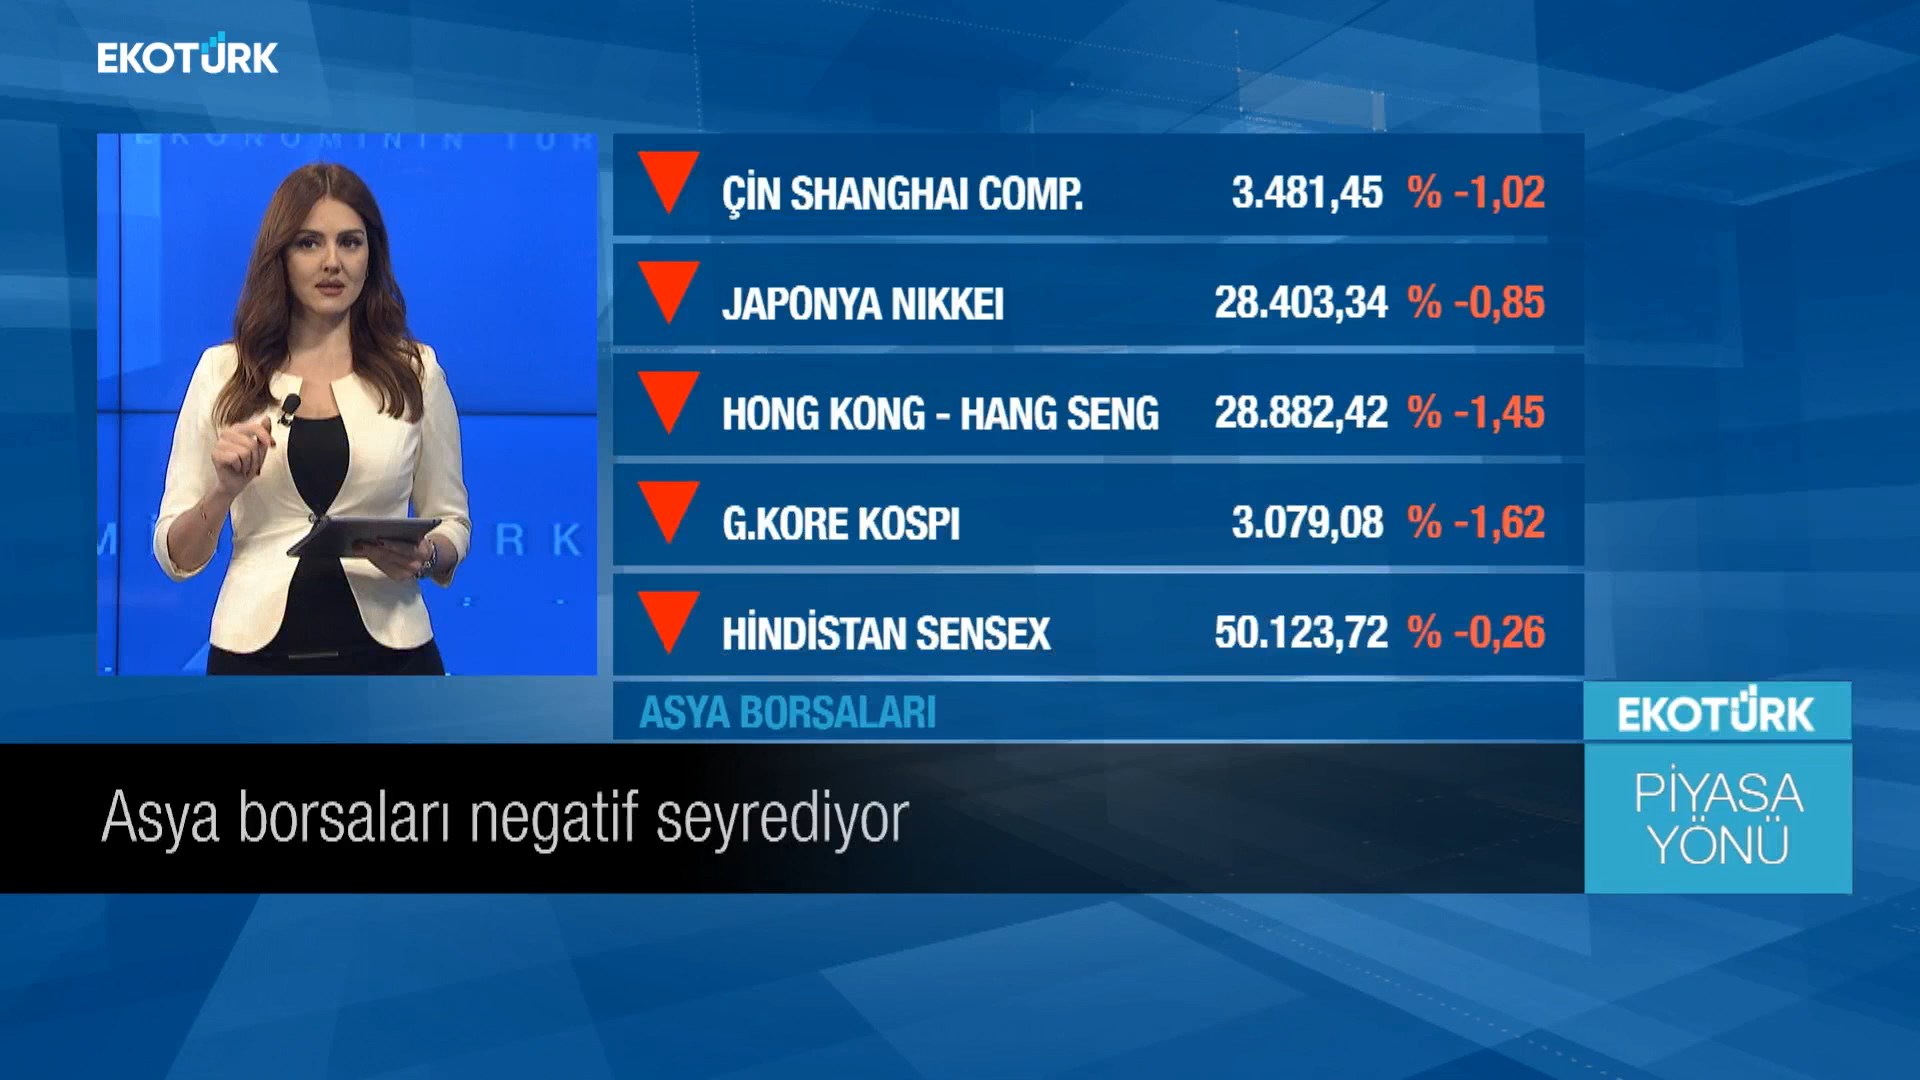 EKOTÜRK
ÇİN SHANGHAI COMP. 3.481,45 % -1,02
JAPONYA NIKKEI 28.403,34 % -0,85
HONG KONG - HANG SENG 28.882,42 % -1,45
G.KORE KOSPI 3.079,08 % -1,62
HİNDİSTAN SENSEX 50.123,72 % -0,26
ASYA BORSALARI
EKOTÜRK
Asya borsaları negatif seyrediyor
PİYASA
YÖNÜ